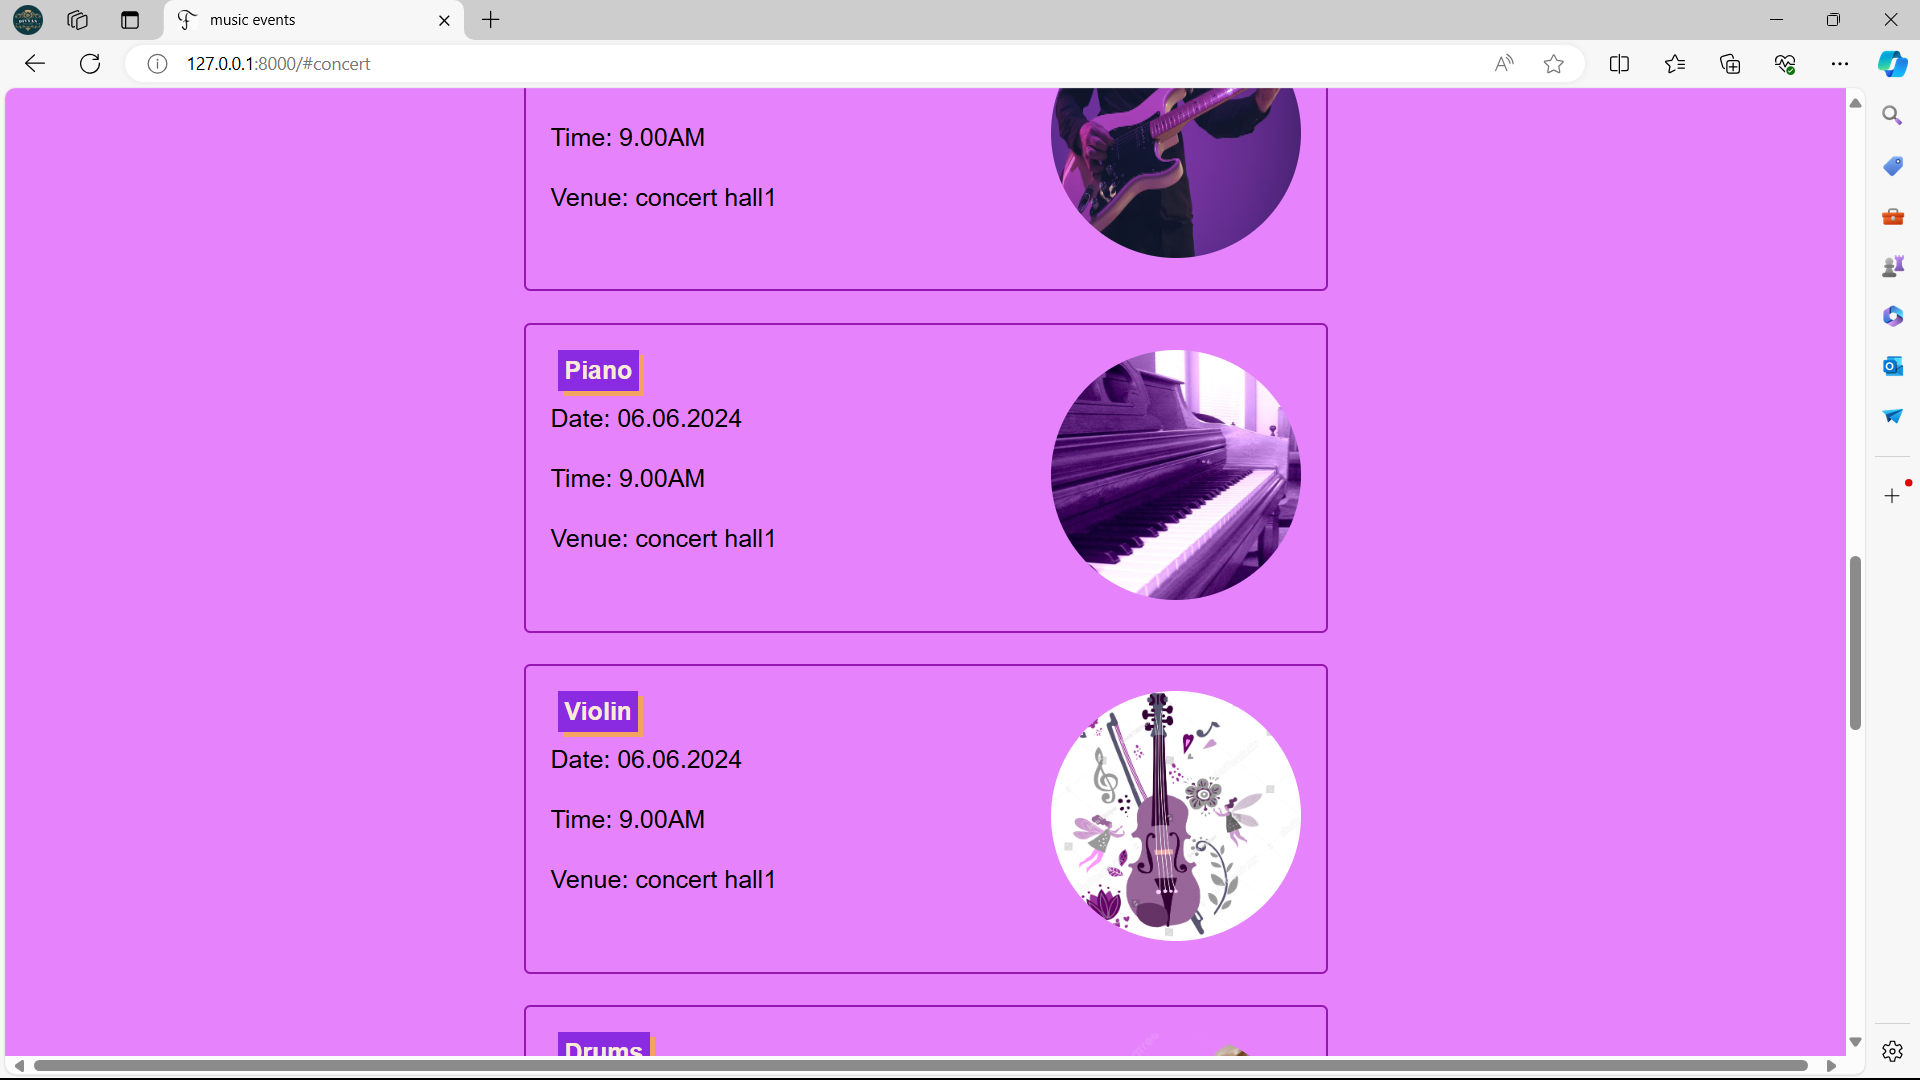 music events
127.0.0.1:8000/#concert
Time: 9.00AM
Venue: concert hall1
Piano
Date: 06.06.2024
Time: 9.00AM
Venue: concert hall1
Violin
Date: 06.06.2024
Time: 9.00AM
Venue: concert hall1
Drums